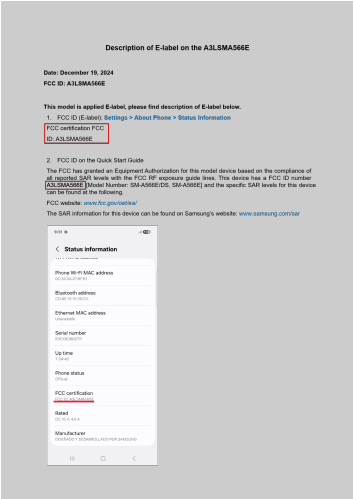 Description of E-label on the A3LSMA566E
Date: December 19, 2024
FCC ID: A3LSMA566E
This model is applied E-label, please find description of E-label below.
1. FCC ID (E-label): Settings > About Phone > Status Information
FCC certification FCC
ID: A3LSMA566E
2. FCC ID on the Quick Start Guide
The FCC has granted an Equipment Authorization for this model device based on the compliance of
all reported SAR levels with the FCC RF exposure guide lines. This device has a FCC ID number
A3LSMA566E [Model Number: SM-A566E/DS, SM-A566E] and the specific SAR levels for this device
can be found at the following.
FCC website: www.fcc.gov/oet/ea/
The SAR information for this device can be found on Samsung's website: www.samsung.com/sar
Status information
Phone Wi-Fi MAC address
Bluetooth address
Ethernet MAC address
Unavailable
Serial number
Up time
Phone status
Official
FCC certification
FCC ID: A3LSMA566E
Rated
Manufacturer
DISEÑADO Y DESARROLLADO POR SAMSUNG